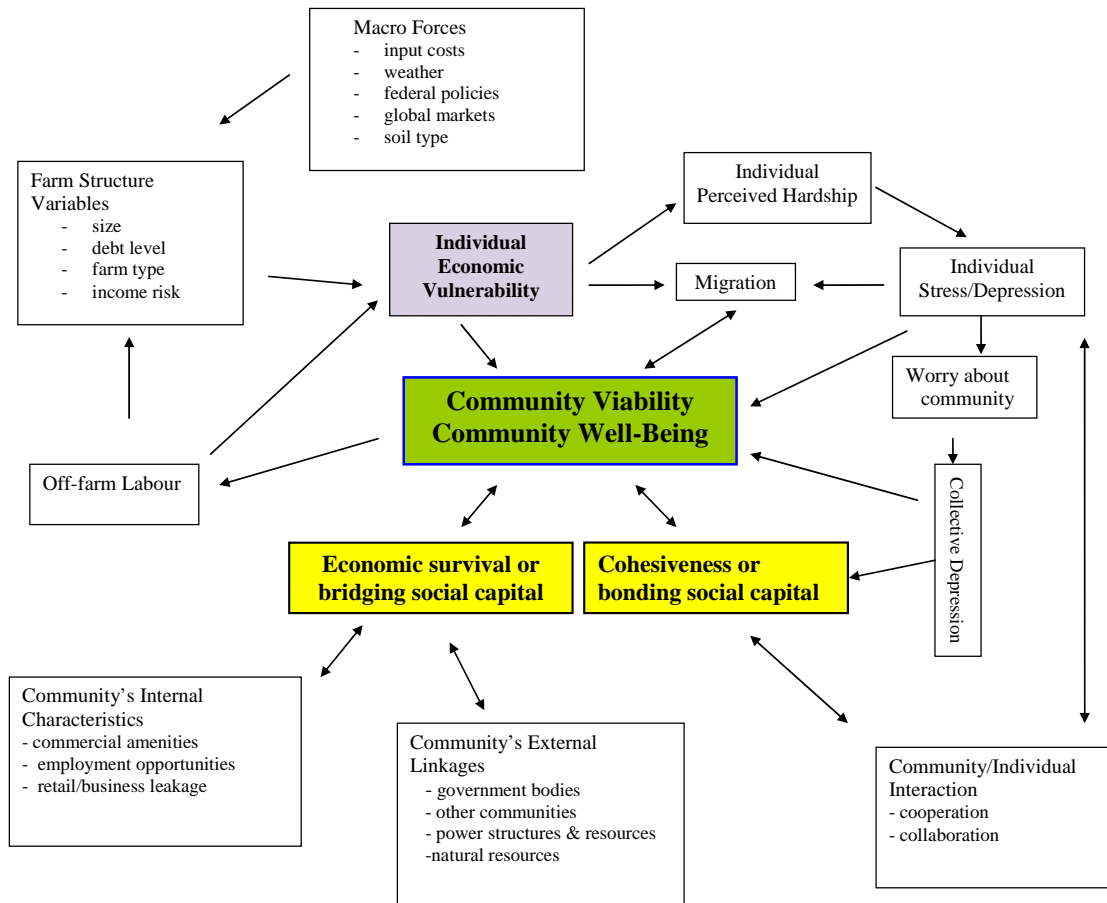 Macro Forces
- input costs
- weather
- federal policies
- global markets
- soil type
Farm Structure
Variables
- size
- debt level
- farm type
- income risk
Individual
Perceived Hardship
Individual
Economic
Vulnerability
Migration
Individual
Stress/Depression
Worry about
community
Community Viability
Community Well-Being
Off-farm Labour
Collective Depression
Economic survival or
bridging social capital
Cohesiveness or
bonding social capital
Community's Internal
Characteristics
- commercial amenities
- employment opportunities
- retail/business leakage
Community's External
Linkages
- government bodies
- other communities
- power structures & resources
-natural resources
Community/Individual
Interaction
- cooperation
- collaboration